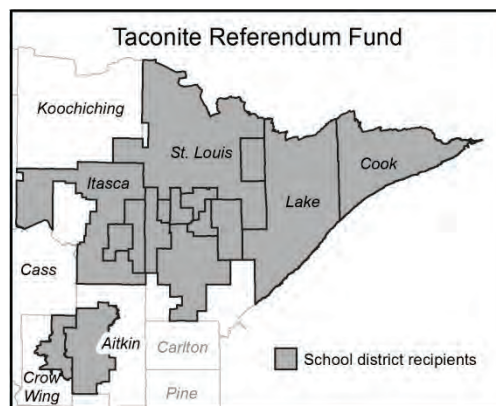 Taconite Referendum Fund
Koochiching
St. Louis
Cook
Itasca
Lake
Cass
Aitkin
Carlton
School district recipients
Crow
Wing
Pine